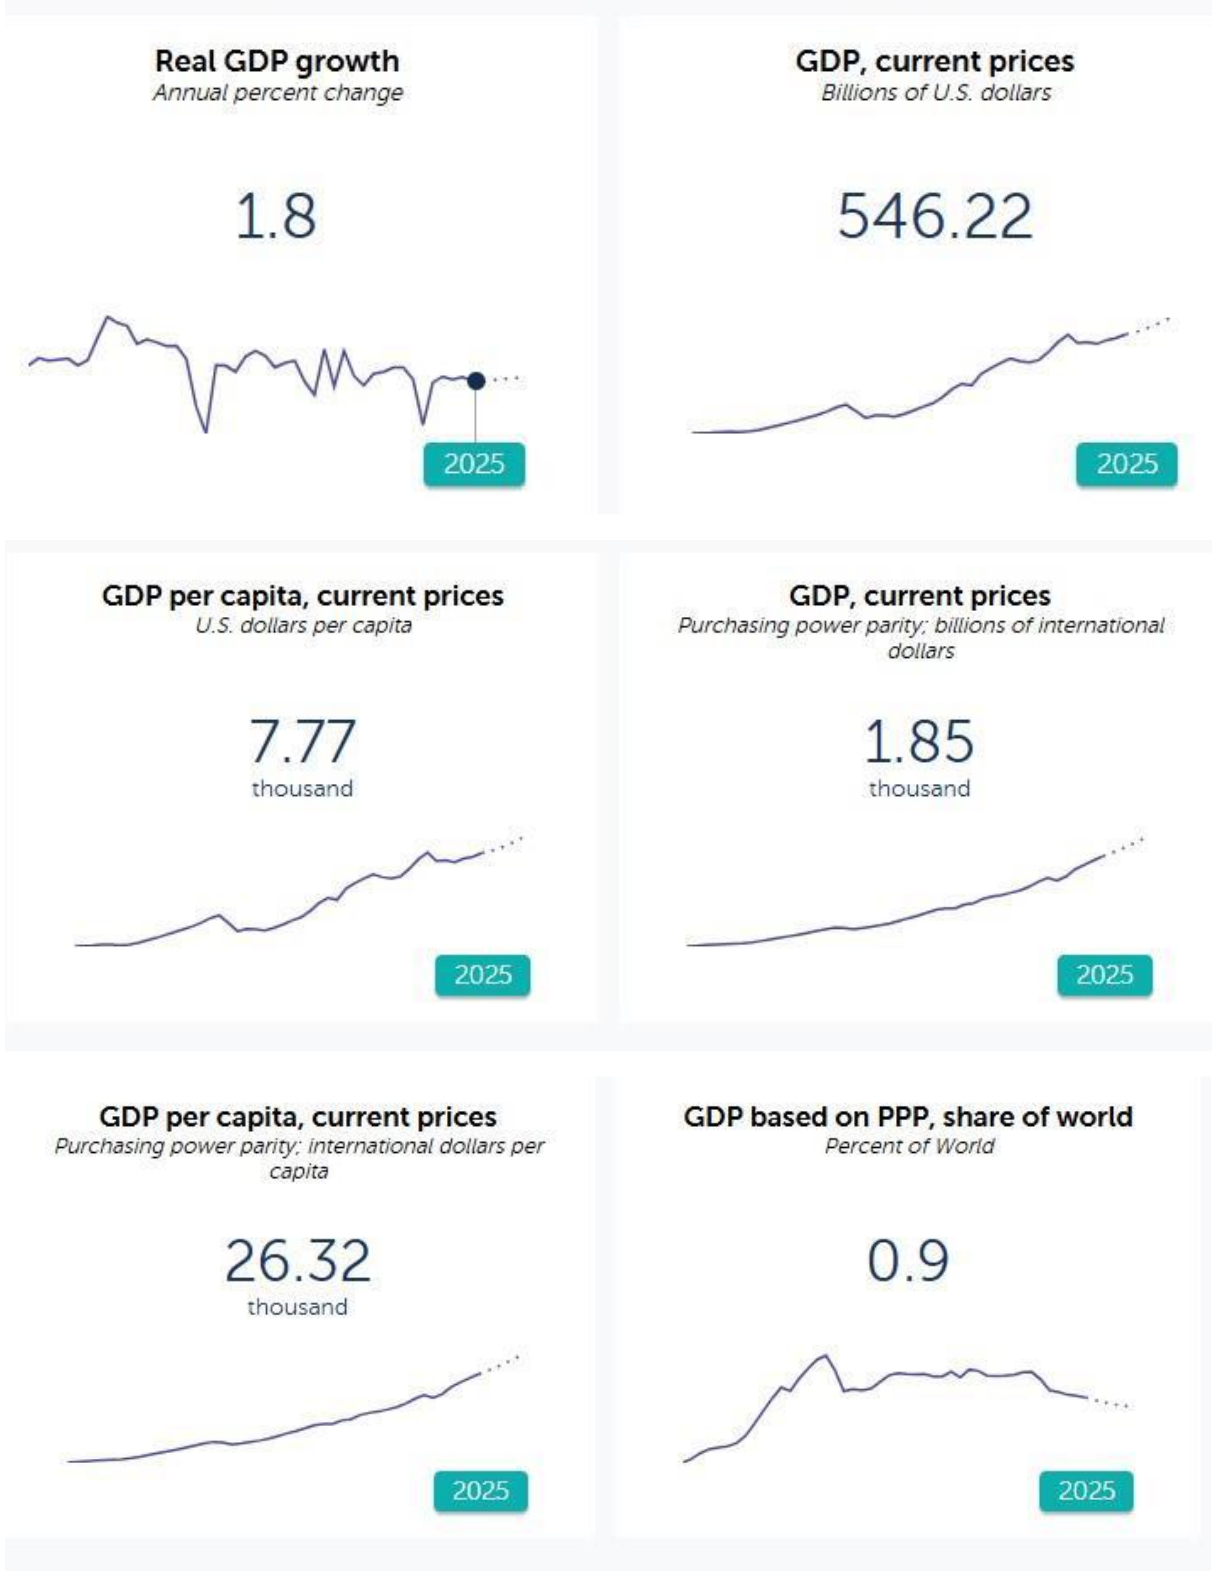 Real GDP growth
Annual percent change
1.8
2025
GDP, current prices
Billions of U.S. dollars
546.22
2025
GDP per capita, current prices
U.S. dollars per capita
7.77
thousand
2025
GDP, current prices
Purchasing power parity; billions of international
dollars
1.85
thousand
2025
GDP per capita, current prices
Purchasing power parity; international dollars per
capita
26.32
thousand
2025
GDP based on PPP, share of world
Percent of World
0.9
2025